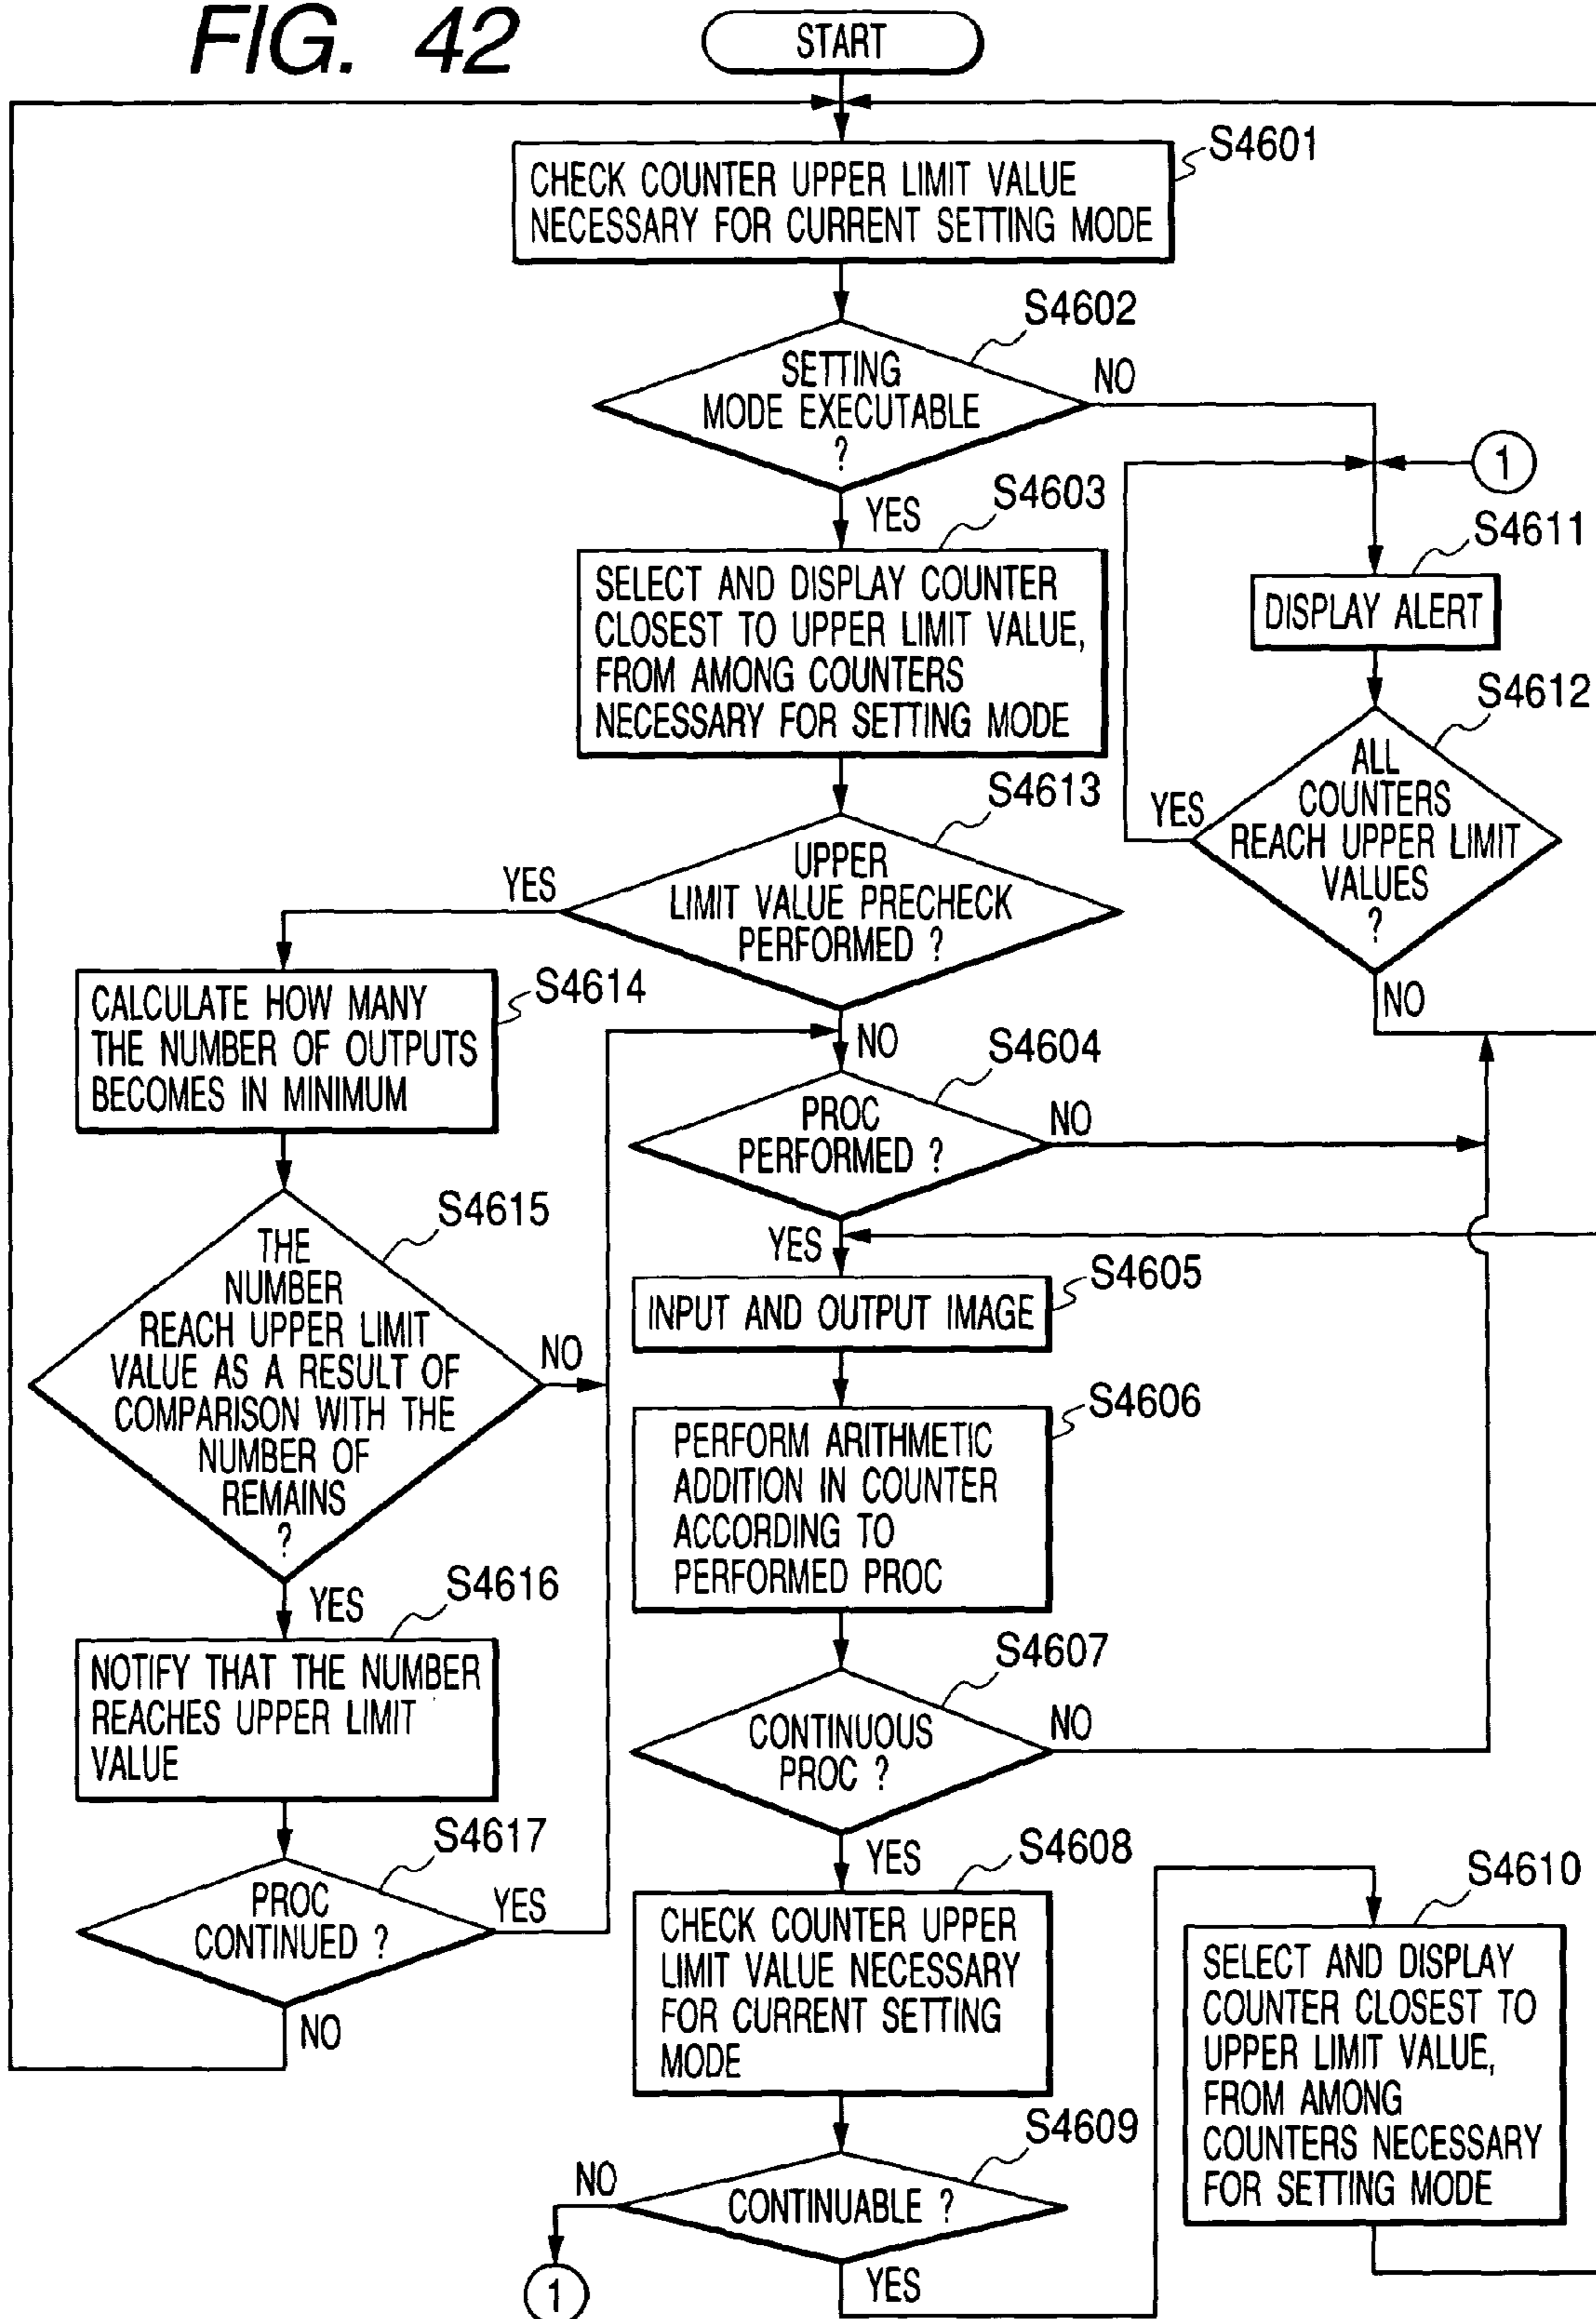 FIG. 42
START
S4601
CHECK COUNTER UPPER LIMIT VALUE
NECESSARY FOR CURRENT SETTING MODE
S4602
SETTING
MODE EXECUTABLE
?
NO
YES
1
S4603
SELECT AND DISPLAY COUNTER
CLOSEST TO UPPER LIMIT VALUE,
FROM AMONG COUNTERS
NECESSARY FOR SETTING MODE
S4611
DISPLAY ALERT
S4612
ALL
COUNTERS
REACH UPPER LIMIT
VALUES
?
YES
NO
S4613
UPPER
LIMIT VALUE PRECHECK
PERFORMED ?
YES
NO
S4614
CALCULATE HOW MANY
THE NUMBER OF OUTPUTS
BECOMES IN MINIMUM
S4615
THE
NUMBER
REACH UPPER LIMIT
VALUE AS A RESULT OF
COMPARISON WITH THE
NUMBER OF
REMAINS
?
NO
YES
S4616
NOTIFY THAT THE NUMBER
REACHES UPPER LIMIT
VALUE
S4617
PROC
CONTINUED ?
YES
NO
S4604
PROC
PERFORMED ?
NO
YES
S4605
INPUT AND OUTPUT IMAGE
S4606
PERFORM ARITHMETIC
ADDITION IN COUNTER
ACCORDING TO
PERFORMED PROC
S4607
CONTINUOUS
PROC ?
NO
YES
S4608
CHECK COUNTER UPPER
LIMIT VALUE NECESSARY
FOR CURRENT SETTING
MODE
S4609
CONTINUABLE ?
NO
1
YES
S4610
SELECT AND DISPLAY
COUNTER CLOSEST TO
UPPER LIMIT VALUE,
FROM AMONG
COUNTERS NECESSARY
FOR SETTING MODE